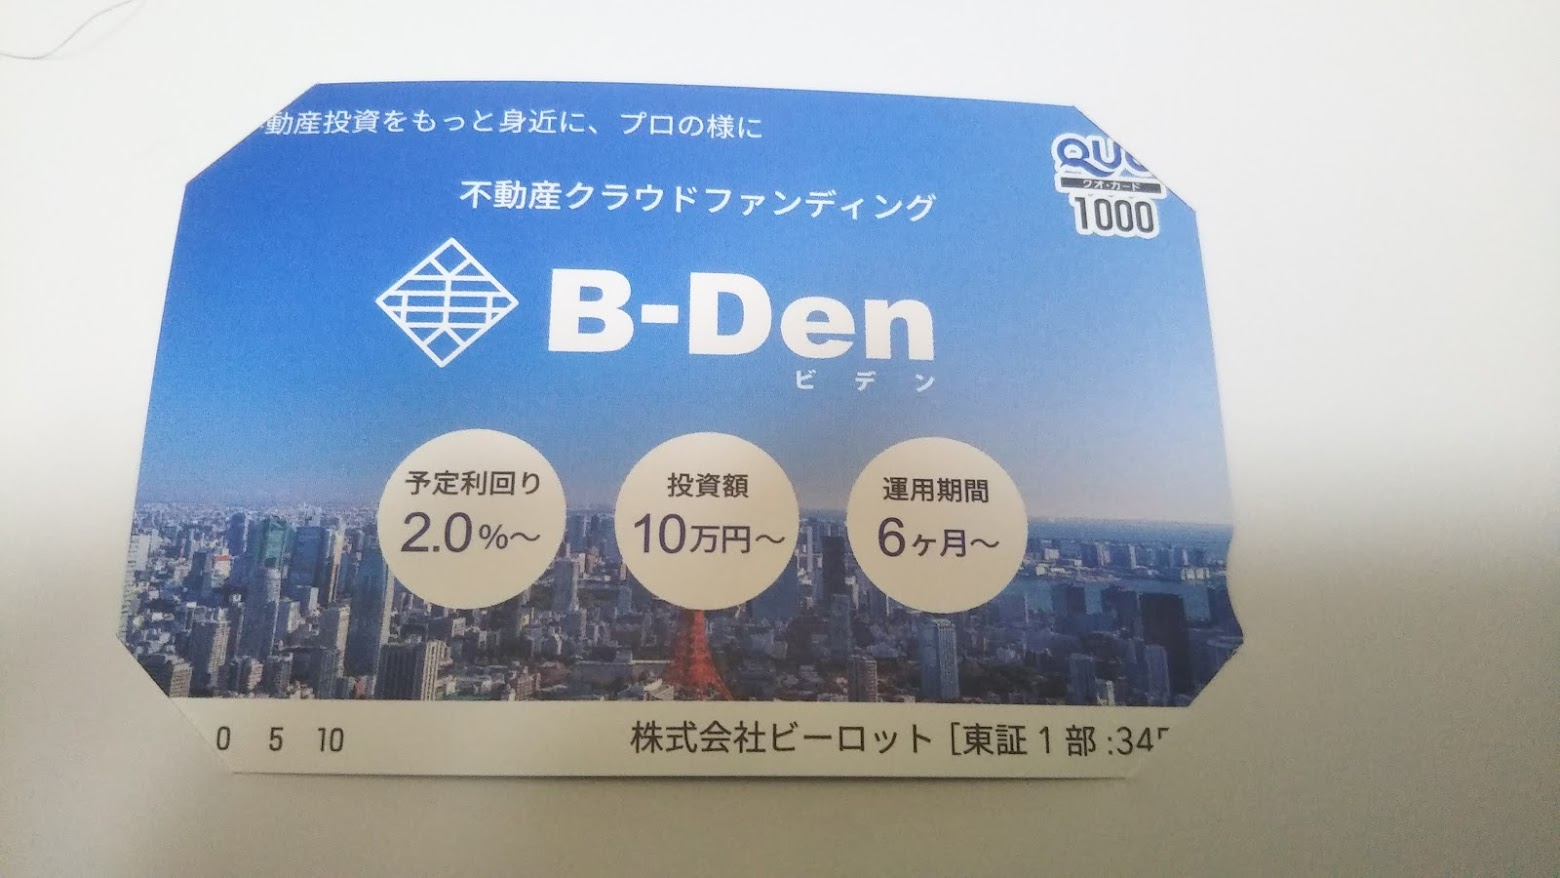 動産投資をもっと身近に、プロの様に
QUO
クオ・カード
1000
不動産クラウドファンディング
B-Den
ビデン
予定利回り
2.0%～
投資額
10万円～
運用期間
6ヶ月～
0 5 10
株式会社ビーロット [東証1部:345